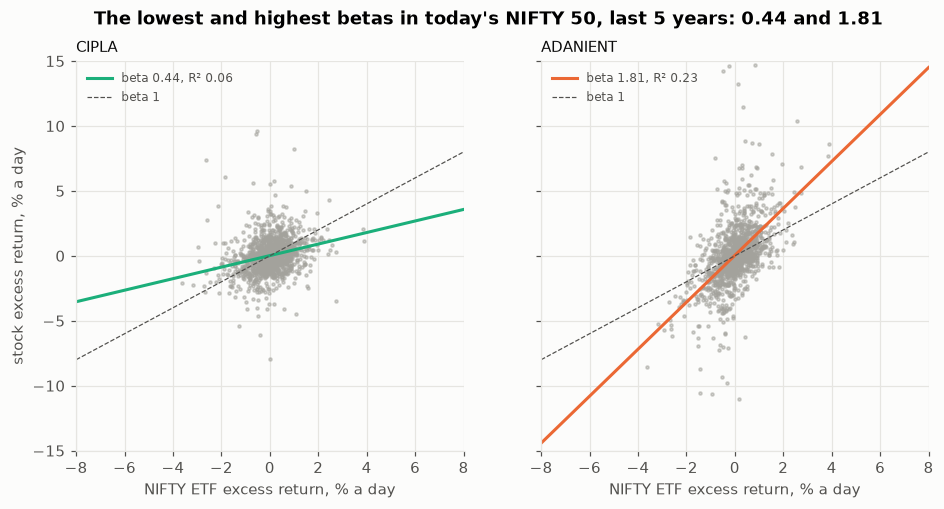 The lowest and highest betas in today's NIFTY 50, last 5 years: 0.44 and 1.81
CIPLA
beta 0.44, R² 0.06
beta 1
15
10
5
0
−5
−10
−15
stock excess return, % a day
−8 −6 −4 −2 0 2 4 6 8
NIFTY ETF excess return, % a day
ADANIENT
beta 1.81, R² 0.23
beta 1
−8 −6 −4 −2 0 2 4 6 8
NIFTY ETF excess return, % a day